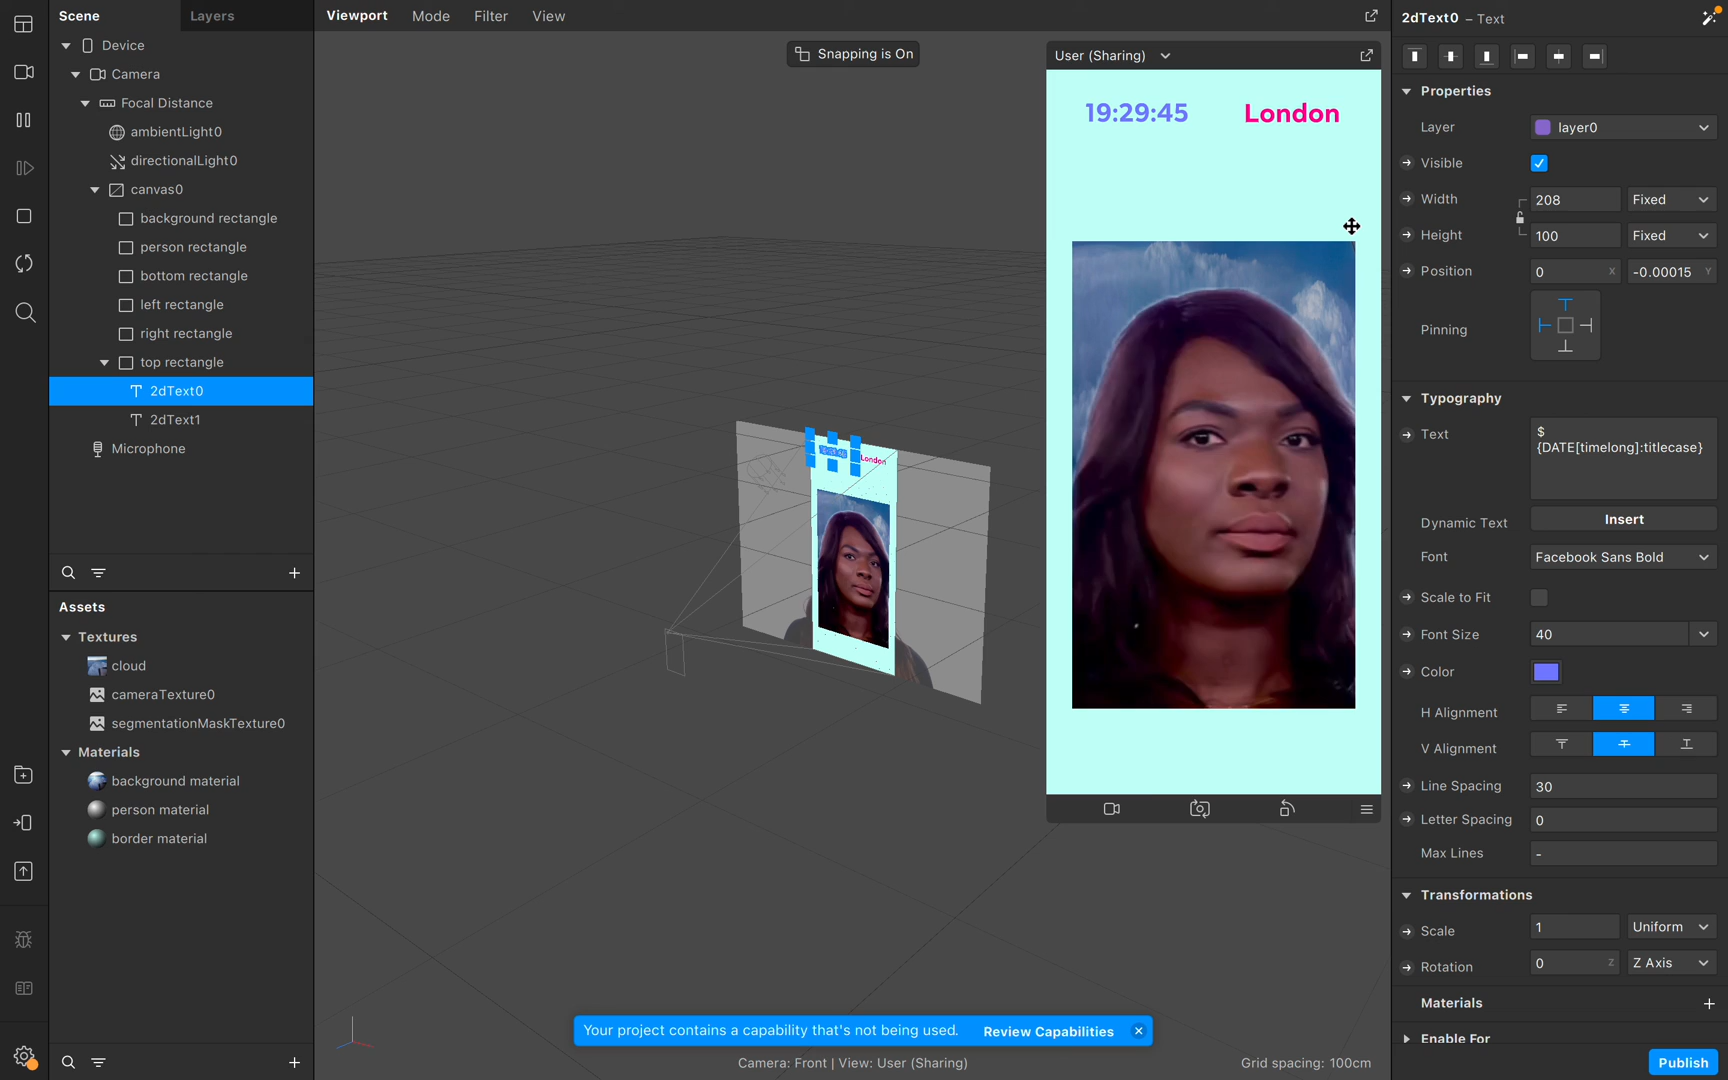 Scene
Layers
Viewport
Mode
Filter
View
2dText0 – Text
Device
Camera
Focal Distance
ambientLight0
directionalLight0
canvas0
background rectangle
person rectangle
bottom rectangle
left rectangle
right rectangle
top rectangle
2dText0
2dText1
Microphone
Assets
Textures
cloud
cameraTexture0
segmentationMaskTexture0
Materials
background material
person material
border material
Snapping is On
19:29:45
London
User (Sharing)
19:29:45 London
Your project contains a capability that's not being used. Review Capabilities
Camera: Front | View: User (Sharing)
Grid spacing: 100cm
Properties
Layer layer0
Visible
Width 208 Fixed
Height 100 Fixed
Position 0 X -0.00015 Y
Pinning
Typography
Text $
{DATE[timelong]:titlecase}
Dynamic Text Insert
Font Facebook Sans Bold
Scale to Fit
Font Size 40
Color
H Alignment
V Alignment
Line Spacing 30
Letter Spacing 0
Max Lines -
Transformations
Scale 1 Uniform
Rotation 0 Z Z Axis
Materials
Enable For
Publish